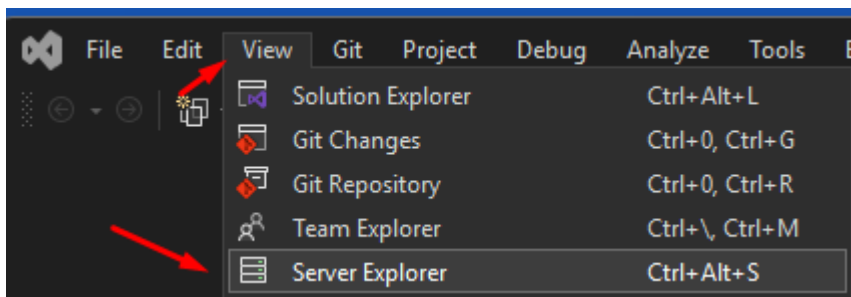 File Edit View Git Project Debug Analyze Tools
Solution Explorer Ctrl+Alt+L
Git Changes Ctrl+0, Ctrl+G
Git Repository Ctrl+0, Ctrl+R
Team Explorer Ctrl+\, Ctrl+M
Server Explorer Ctrl+Alt+S